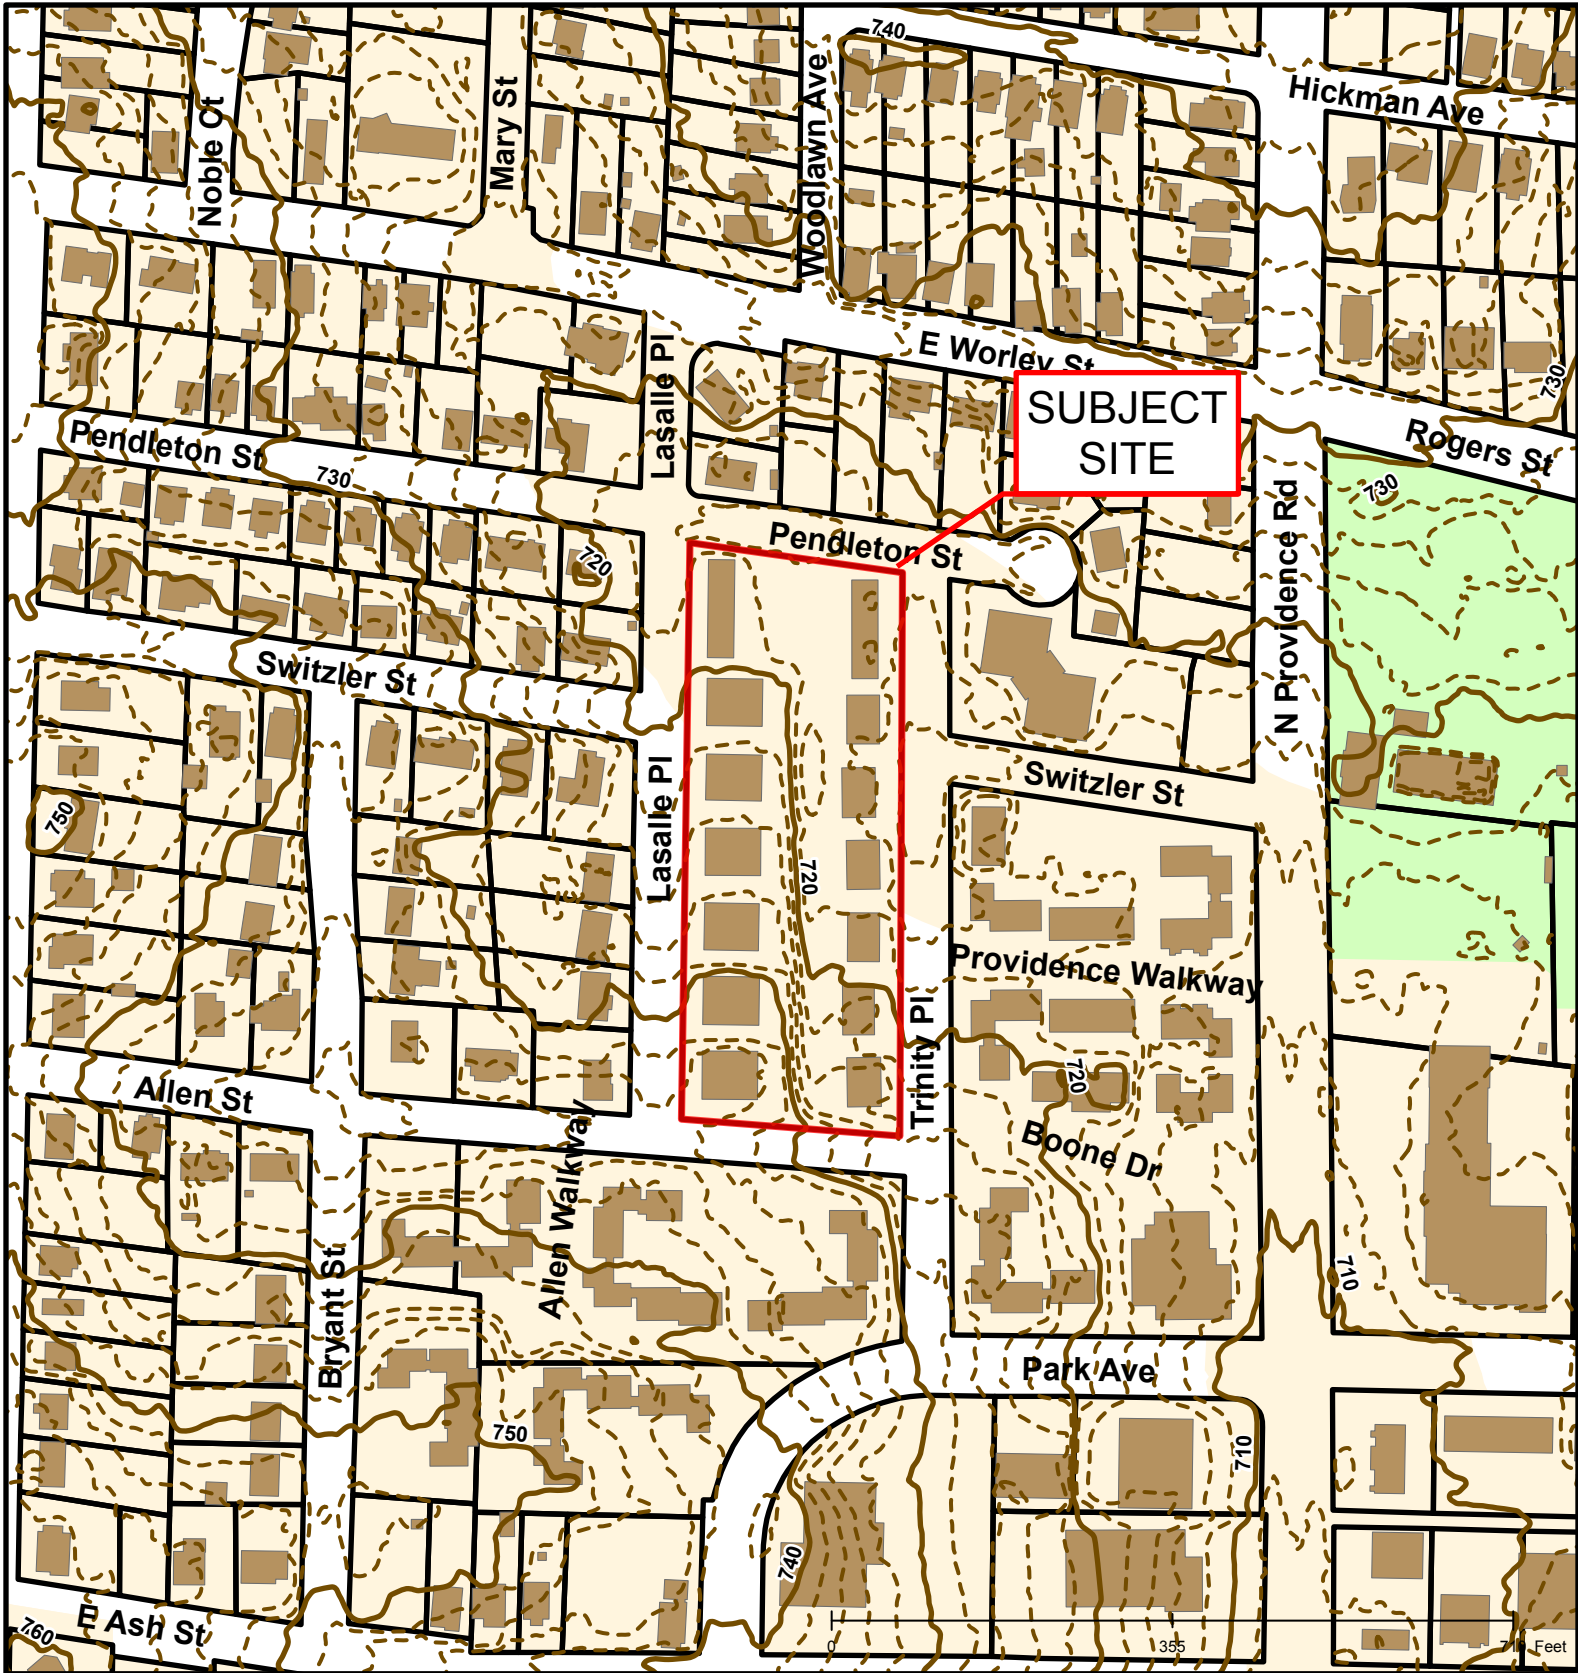 740
Hickman Ave
Noble Ct
Mary St
Woodlawn Ave
E Worley St
Lasalle Pl
730
SUBJECT
SITE
Rogers St
Pendleton St
730
730
N Providence Rd
Pendleton St
720
Switzler St
Switzler St
750
Lasalle Pl
720
Providence Walkway
Trinity Pl
720
Allen St
Allen Walkway
Boone Dr
Bryant St
710
Park Ave
750
710
740
E Ash St
760
0
355
710 Feet